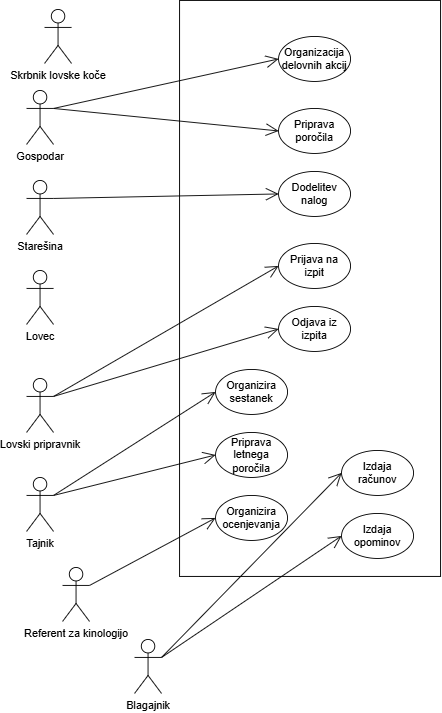 Skrbnik lovske koče
Organizacija
delovnih akcij
Gospodar
Priprava
poročila
Starešina
Dodelitev
nalog
Lovec
Prijava na
izpit
Odjava iz
izpita
Lovski pripravnik
Organizira
sestanek
Priprava
letnega
poročila
Tajnik
Organizira
ocenjevanja
Izdaja
računov
Izdaja
opominov
Referent za kinologijo
Blagajnik